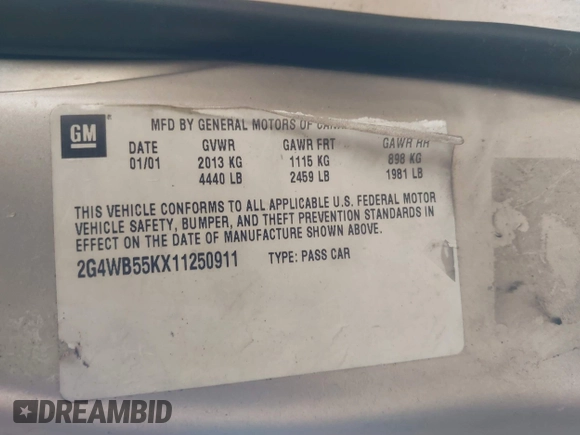 GM
MFD BY GENERAL MOTORS OF
DATE GVWR GAWR FRT GAWR RR
01/01 2013 KG 1115 KG 898 KG
4440 LB 2459 LB 1981 LB
THIS VEHICLE CONFORMS TO ALL APPLICABLE U.S. FEDERAL MOTOR
VEHICLE SAFETY, BUMPER, AND THEFT PREVENTION STANDARDS IN
EFFECT ON THE DATE OF MANUFACTURE SHOWN ABOVE.
2G4WB55KX11250911 TYPE: PASS CAR
DREAMBID